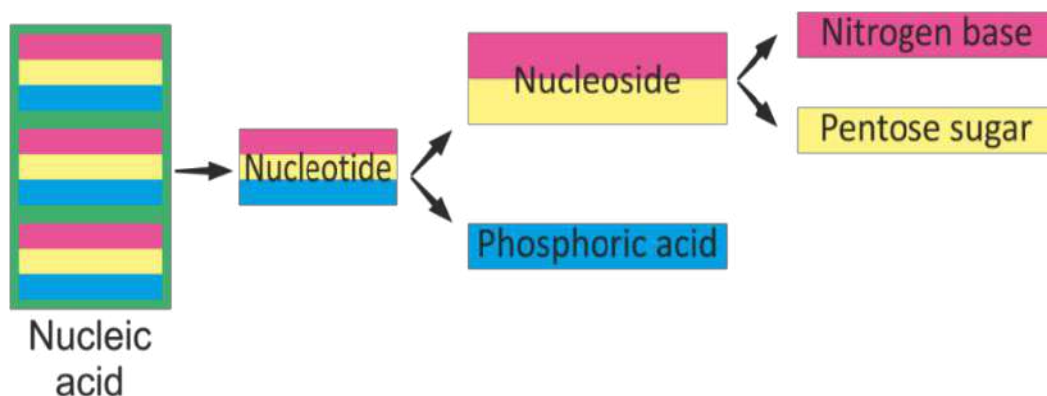 Nitrogen base
Nucleoside
Pentose sugar
Nucleotide
Phosphoric acid
Nucleic
acid